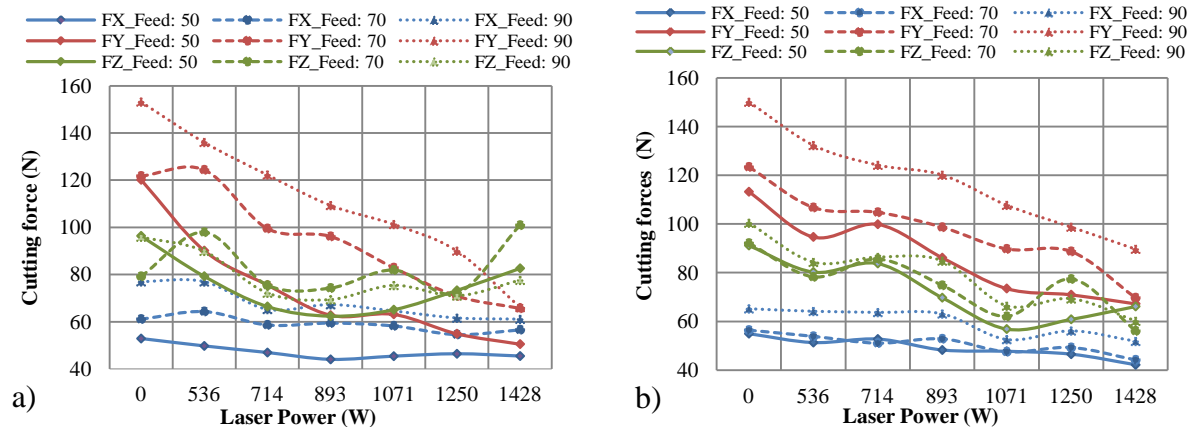 FX_Feed: 50 FX_Feed: 70 FX_Feed: 90
FY_Feed: 50 FY_Feed: 70 FY_Feed: 90
FZ_Feed: 50 FZ_Feed: 70 FZ_Feed: 90
160
140
120
100
80
60
40
Cutting force (N)
0 536 714 893 1071 1250 1428
Laser Power (W)
a)
FX_Feed: 50 FX_Feed: 70 FX_Feed: 90
FY_Feed: 50 FY_Feed: 70 FY_Feed: 90
FZ_Feed: 50 FZ_Feed: 70 FZ_Feed: 90
160
140
120
100
80
60
40
Cutting forces (N)
0 536 714 893 1071 1250 1428
Laser Power (W)
b)